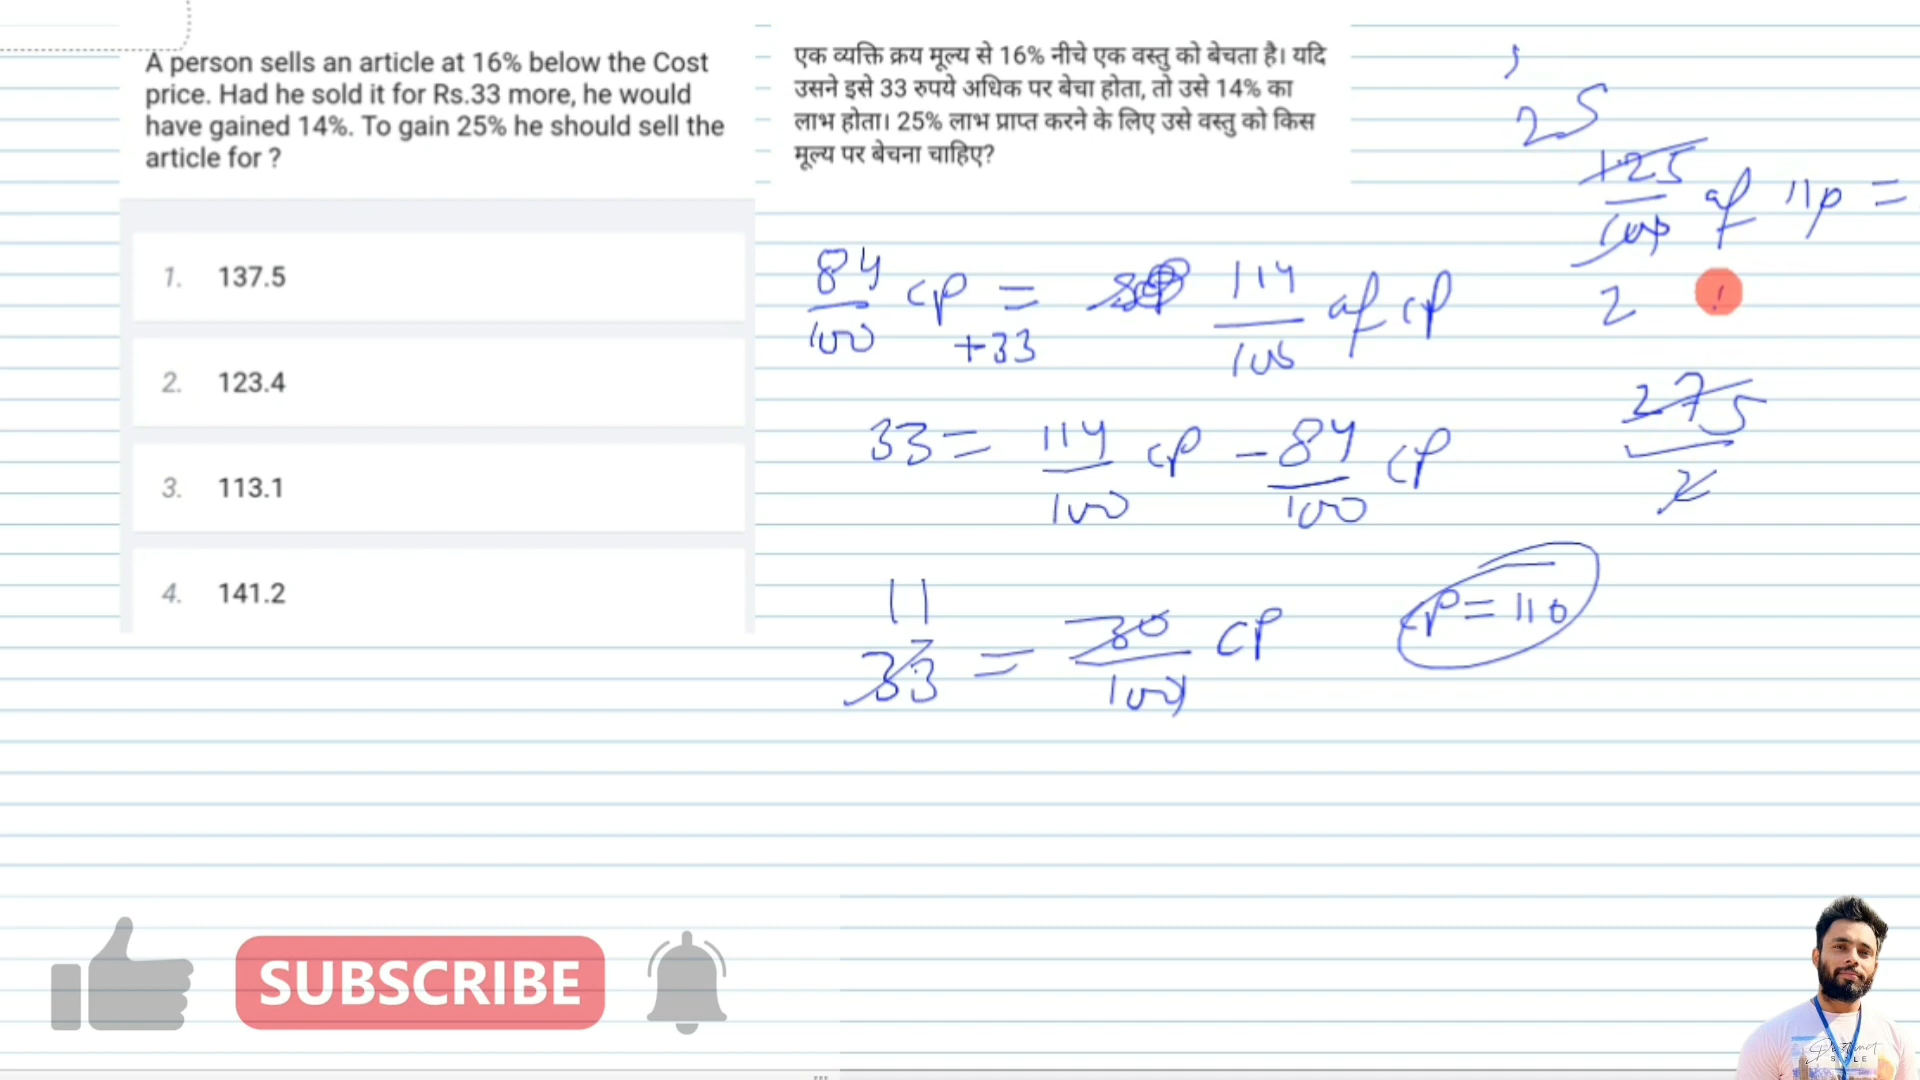 A person sells an article at 16% below the Cost
price. Had he sold it for Rs.33 more, he would
have gained 14%. To gain 25% he should sell the
article for ?
1. 137.5
2. 123.4
3. 113.1
4. 141.2
एक व्यक्ति क्रय मूल्य से 16% नीचे एक वस्तु को बेचता है। यदि
उसने इसे 33 रुपये अधिक पर बेचा होता, तो उसे 14% का
लाभ होता। 25% लाभ प्राप्त करने के लिए उसे वस्तु को किस
मूल्य पर बेचना चाहिए?
25
125/100 of 110 =
2
84/100 CP + 33 = 114/100 of CP
33 = 114/100 CP - 84/100 CP
275/2
11
33 = 30/100 CP
CP = 110
SUBSCRIBE